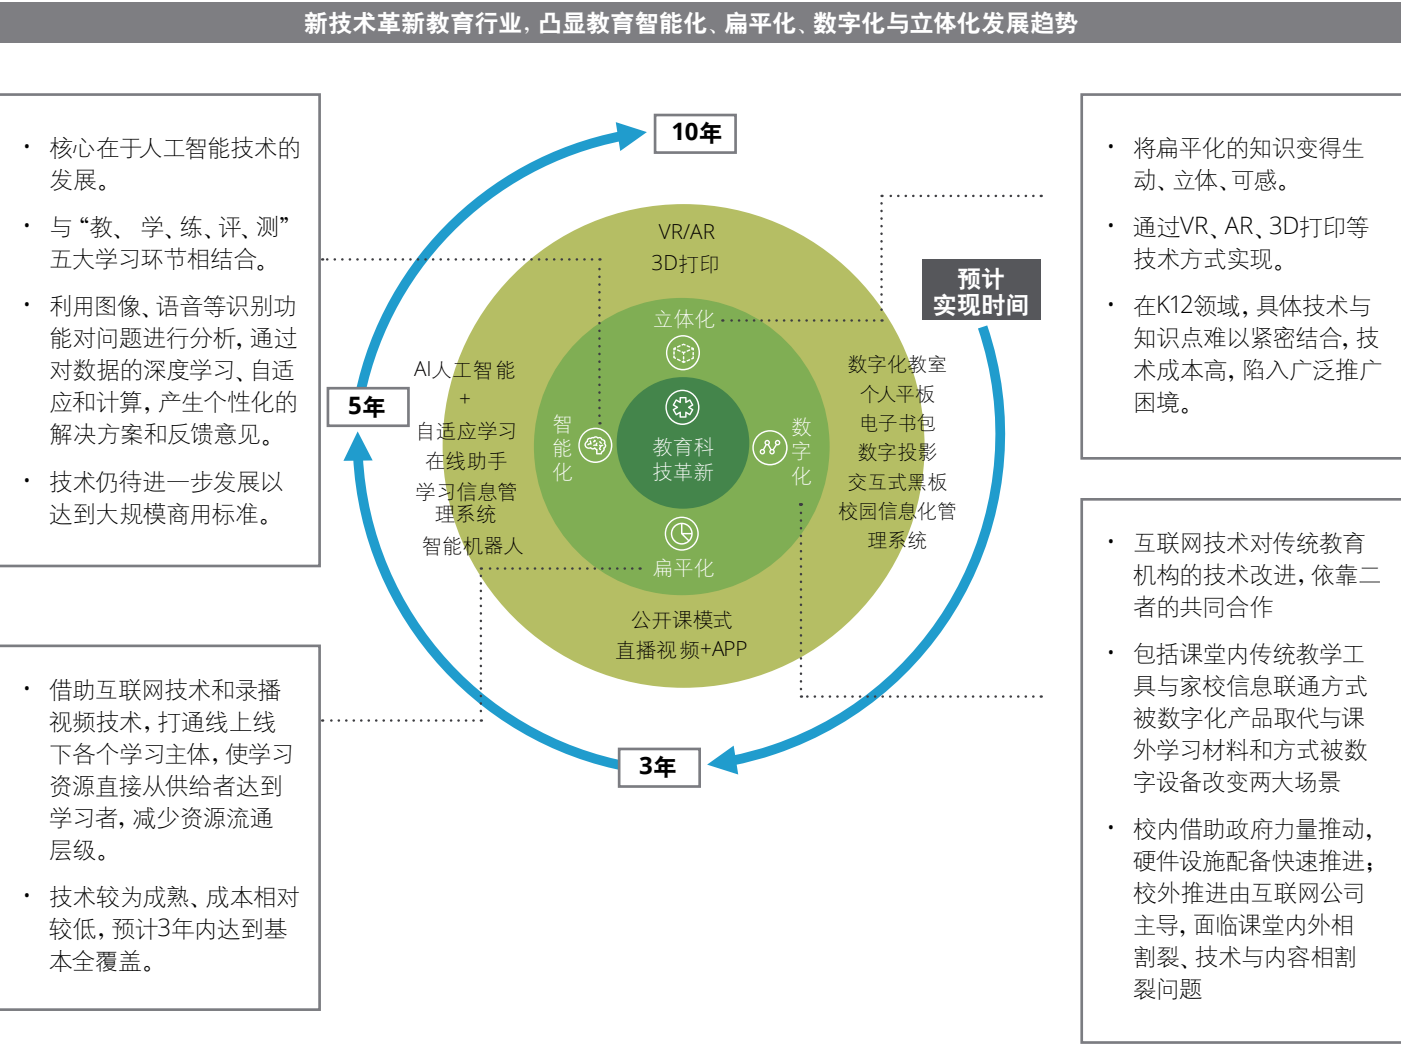 新技术革新教育行业，凸显教育智能化、扁平化、数字化与立体化发展趋势
· 核心在于人工智能技术的
发展。
· 与“教、 学、练、评、测”
五大学习环节相结合。
· 利用图像、语音等识别功
能对问题进行分析，通过
对数据的深度学习、自适
应和计算，产生个性化的
解决方案和反馈意见。
· 技术仍待进一步发展以
达到大规模商用标准。
· 借助互联网技术和录播
视频技术，打通线上线
下各个学习主体，使学习
资源直接从供给者达到
学习者，减少资源流通
层级。
· 技术较为成熟、成本相对
较低，预计3年内达到基
本全覆盖。
10年
5年
3年
预计
实现时间
VR/AR
3D打印
立体化
AI人工智能
+
自适应学习
在线助手
学习信息管
理系统
智能机器人
智
能
化
教育科
技革新
数
字
化
数字化教室
个人平板
电子书包
数字投影
交互式黑板
校园信息化管
理系统
扁平化
公开课模式
直播视频+APP
· 将扁平化的知识变得生
动、立体、可感。
· 通过VR、AR、3D打印等
技术方式实现。
· 在K12领域，具体技术与
知识点难以紧密结合，技
术成本高，陷入广泛推广
困境。
· 互联网技术对传统教育
机构的技术改进，依靠二
者的共同合作
· 包括课堂内传统教学工
具与家校信息联通方式
被数字化产品取代与课
外学习材料和方式被数
字设备改变两大场景
· 校内借助政府力量推动，
硬件设施配备快速推进；
校外推进由互联网公司
主导，面临课堂内外相
割裂、技术与内容相割
裂问题